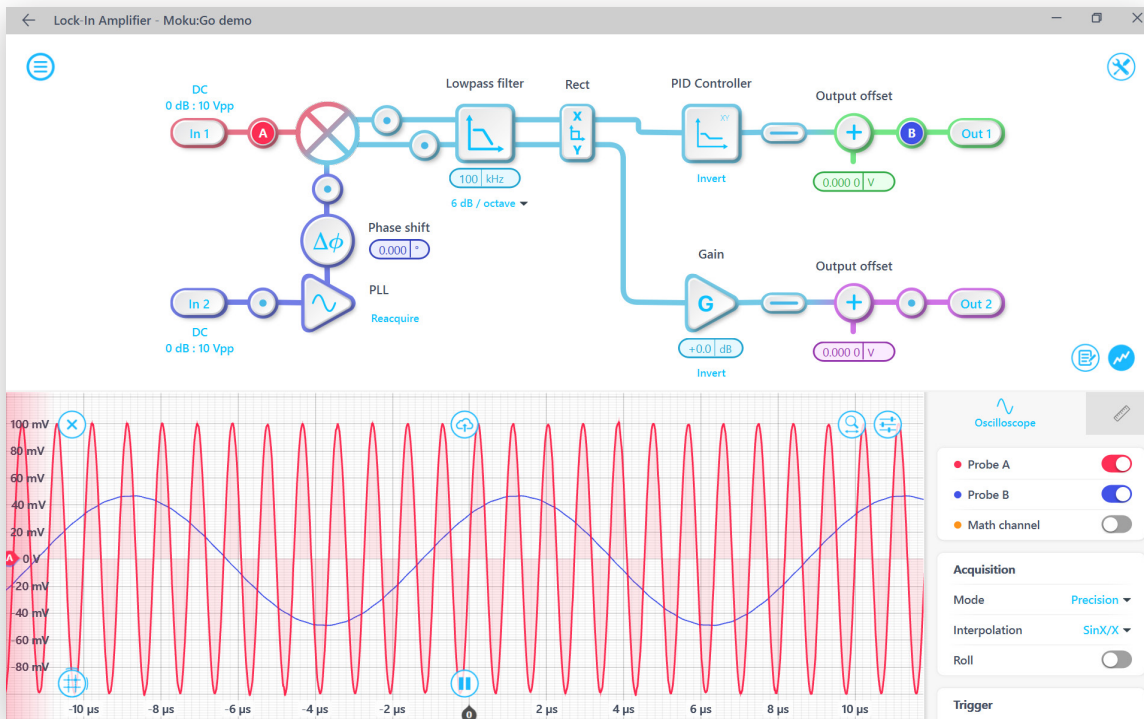 Lock-In Amplifier - Moku:Go demo
DC
0 dB : 10 Vpp
In 1
A
Lowpass filter
100 kHz
6 dB / octave
Rect
X
Y
PID Controller
XY
Invert
Output offset
B
Out 1
0.000 0 V
Δϕ
Phase shift
0.000 °
In 2
DC
0 dB : 10 Vpp
PLL
Reacquire
Gain
G
+0.0 dB
Invert
Output offset
Out 2
0.000 0 V
100 mV
80 mV
60 mV
40 mV
20 mV
A
0 V
-20 mV
-40 mV
-60 mV
-80 mV
-10 µs
-8 µs
-6 µs
-4 µs
-2 µs
0
2 µs
4 µs
6 µs
8 µs
10 µs
Oscilloscope
Probe A
Probe B
Math channel
Acquisition
Mode Precision
Interpolation SinX/X
Roll
Trigger